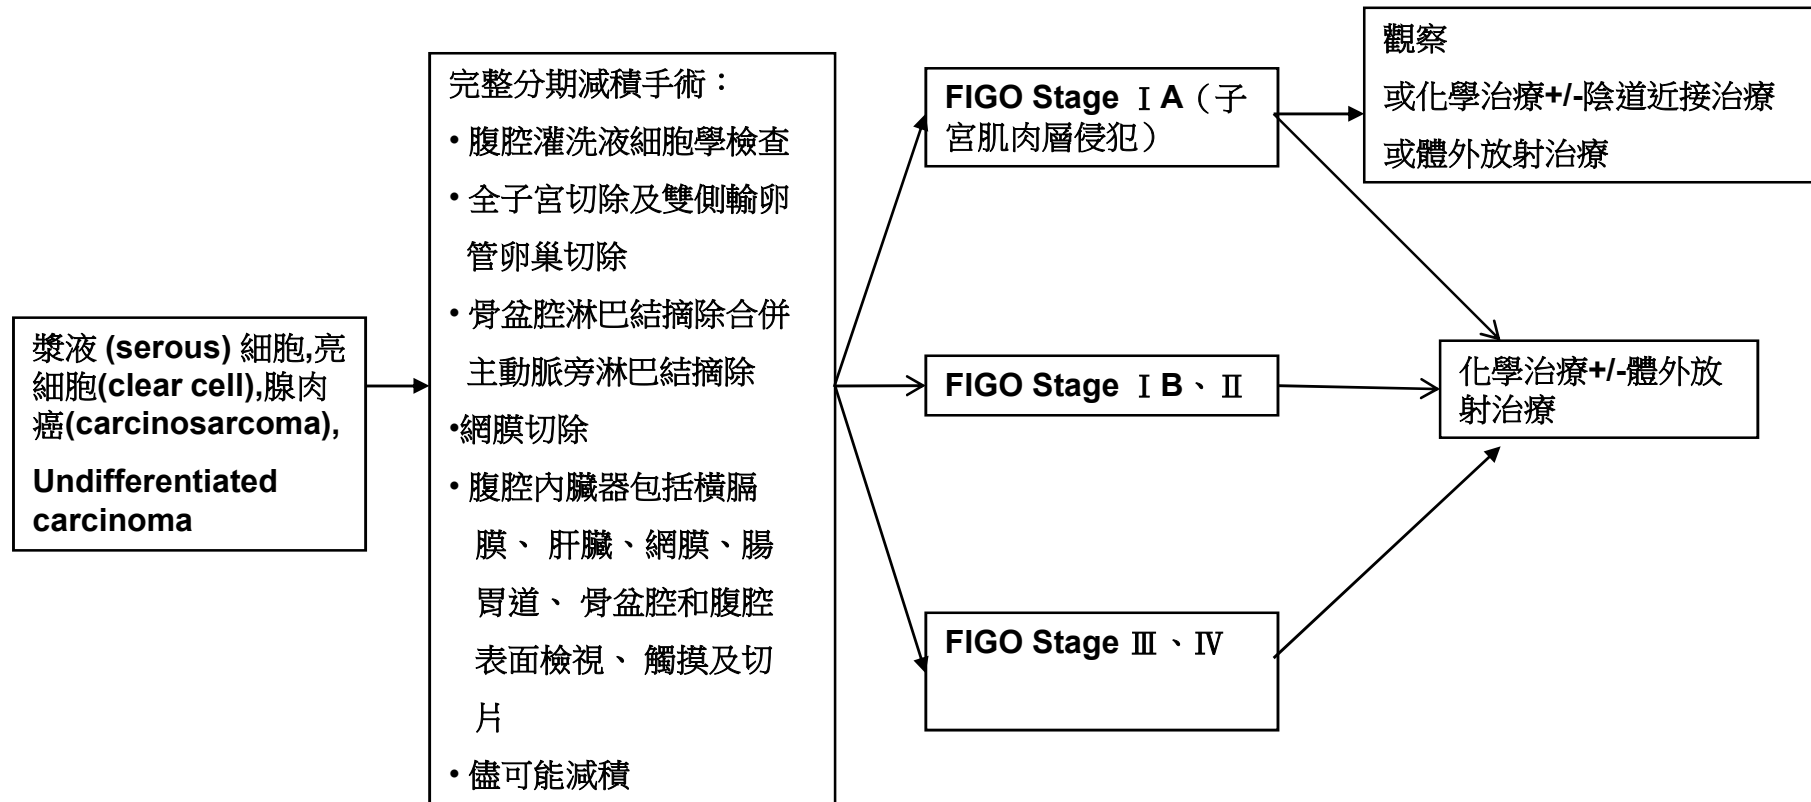 漿液 (serous) 細胞,亮
細胞(clear cell),腺肉
癌(carcinosarcoma),
Undifferentiated
carcinoma
完整分期減積手術：
• 腹腔灌洗液細胞學檢查
• 全子宮切除及雙側輸卵
管卵巢切除
• 骨盆腔淋巴結摘除合併
主動脈旁淋巴結摘除
•網膜切除
• 腹腔內臟器包括橫膈
膜、 肝臟、網膜、腸
胃道、 骨盆腔和腹腔
表面檢視、 觸摸及切
片
• 儘可能減積
FIGO Stage ⅠA（子
宮肌肉層侵犯）
FIGO Stage ⅠB、Ⅱ
FIGO Stage Ⅲ、Ⅳ
觀察
或化學治療+/-陰道近接治療
或體外放射治療
化學治療+/-體外放
射治療